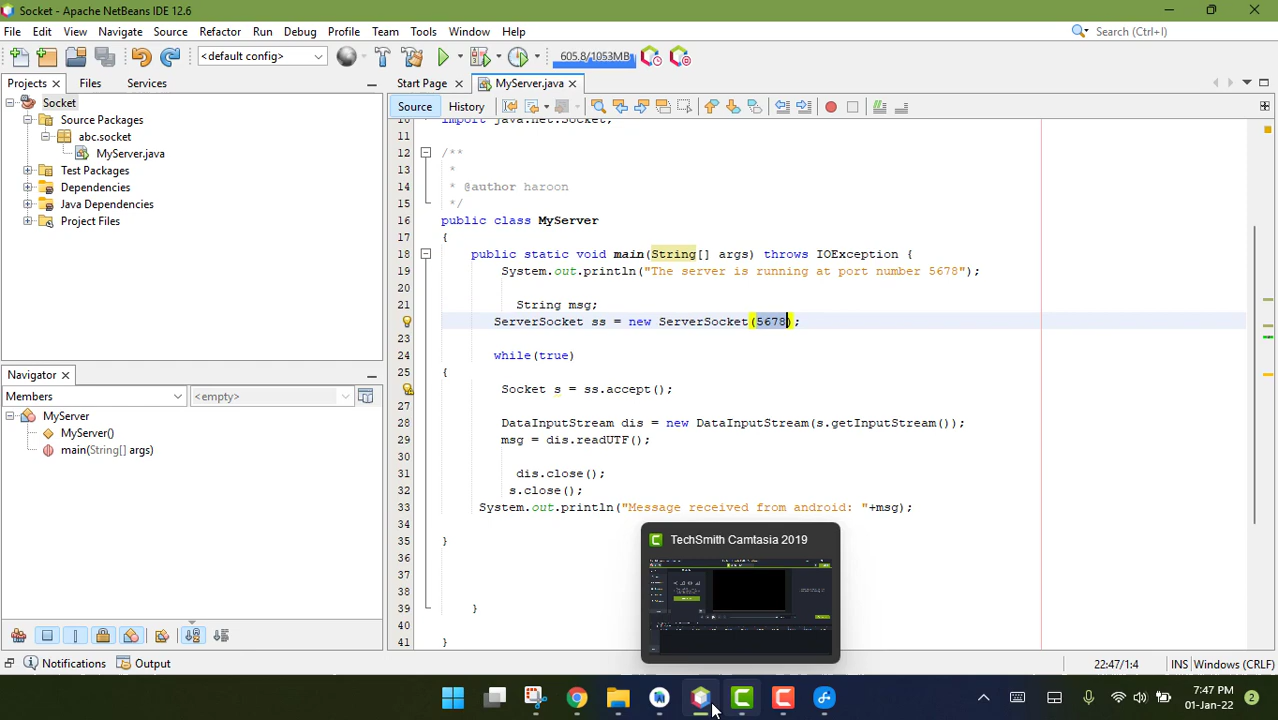 Socket - Apache NetBeans IDE 12.6
File Edit View Navigate Source Refactor Run Debug Profile Team Tools Window Help
Search (Ctrl+I)
<default config>
605.8/1053MB
Projects Files Services
Start Page MyServer.java
Source History
Socket
Source Packages
abc.socket
MyServer.java
Test Packages
Dependencies
Java Dependencies
Project Files
Navigator
Members <empty>
MyServer
MyServer()
main(String[] args)
10 import java.net.Socket;
11
12 /**
13 *
14 * @author haroon
15 */
16 public class MyServer
17 {
18 public static void main(String[] args) throws IOException {
19 System.out.println("The server is running at port number 5678");
20
21 String msg;
ServerSocket ss = new ServerSocket(5678);
23
24 while(true)
25 {
Socket s = ss.accept();
27
28 DataInputStream dis = new DataInputStream(s.getInputStream());
29 msg = dis.readUTF();
30
31 dis.close();
32 s.close();
33 System.out.println("Message received from android: "+msg);
34
35 }
36
37
38
39 }
40
41 }
TechSmith Camtasia 2019
Notifications Output
22:47/1:4 INS Windows (CRLF)
7:47 PM
01-Jan-22
2